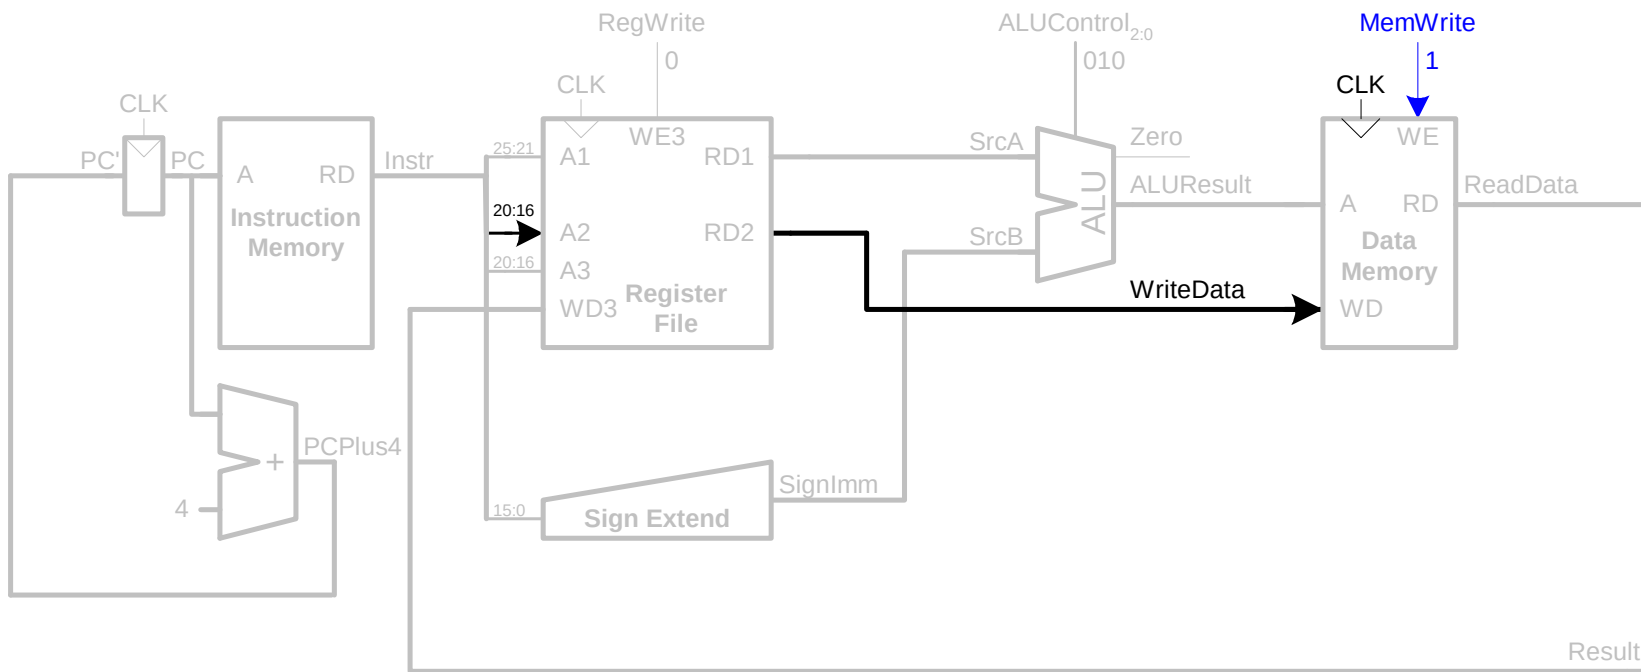 RegWrite
ALUControl2:0
MemWrite
0
010
1
CLK
CLK
CLK
WE3
Zero
WE
PC'
PC
A
RD
Instr
25:21
A1
RD1
SrcA
ALU
ALUResult
A
RD
ReadData
Instruction
Memory
20:16
A2
RD2
SrcB
Data
Memory
20:16
A3
Register
File
WD3
WriteData
WD
PCPlus4
+
4
SignImm
15:0
Sign Extend
Result